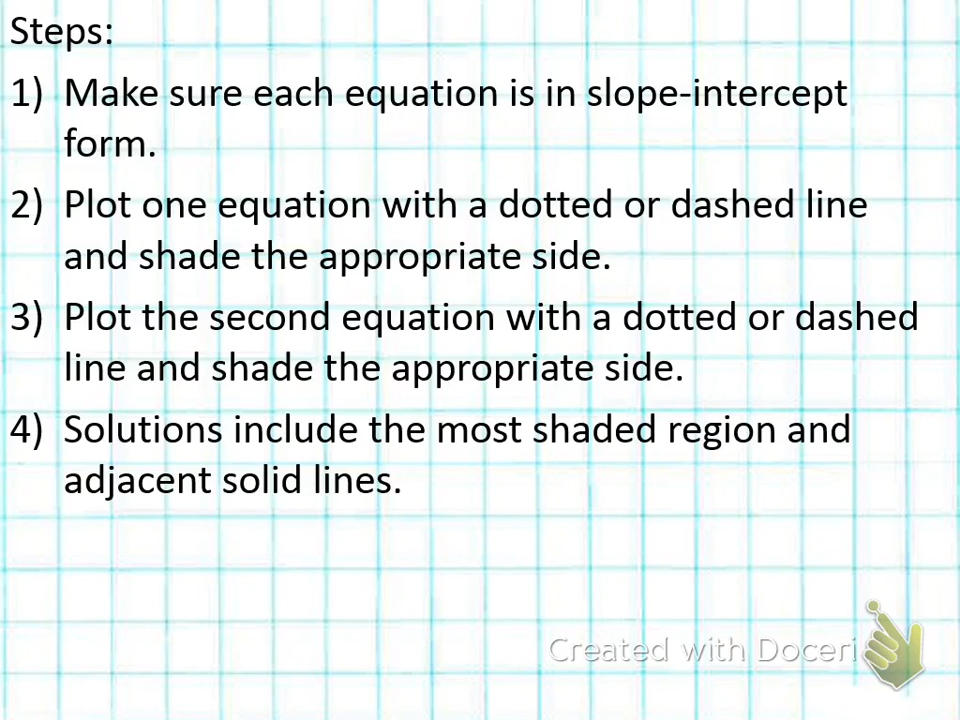 Steps:
1) Make sure each equation is in slope-intercept
form.
2) Plot one equation with a dotted or dashed line
and shade the appropriate side.
3) Plot the second equation with a dotted or dashed
line and shade the appropriate side.
4) Solutions include the most shaded region and
adjacent solid lines.
Created with Doceri